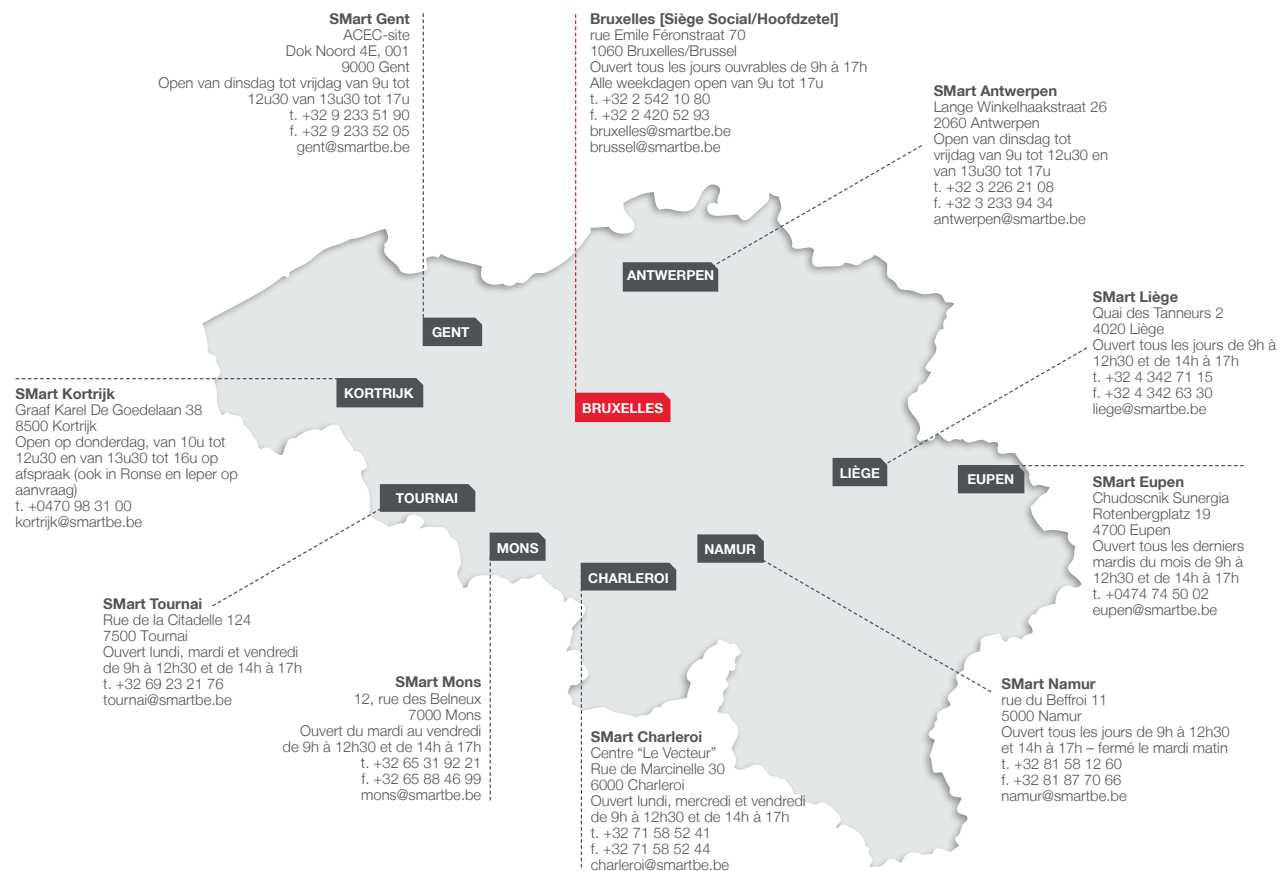 SMart Gent
ACEC-site
Dok Noord 4E, 001
9000 Gent
Open van dinsdag tot vrijdag van 9u tot
12u30 van 13u30 tot 17u
t. +32 9 233 51 90
f. +32 9 233 52 05
gent@smartbe.be
Bruxelles [Siège Social/Hoofdzetel]
rue Emile Féronstraat 70
1060 Bruxelles/Brussel
Ouvert tous les jours ouvrables de 9h à 17h
Alle weekdagen open van 9u tot 17u
t. +32 2 542 10 80
f. +32 2 420 52 93
bruxelles@smartbe.be
brussel@smartbe.be
SMart Antwerpen
Lange Winkelhaakstraat 26
2060 Antwerpen
Open van dinsdag tot
vrijdag van 9u tot 12u30 en
van 13u30 tot 17u
t. +32 3 226 21 08
f. +32 3 233 94 34
antwerpen@smartbe.be
ANTWERPEN
GENT
KORTRIJK
BRUXELLES
LIÈGE
EUPEN
TOURNAI
MONS
NAMUR
CHARLEROI
SMart Liège
Quai des Tanneurs 2
4020 Liège
Ouvert tous les jours de 9h à
12h30 et de 14h à 17h
t. +32 4 342 71 15
f. +32 4 342 63 30
liege@smartbe.be
SMart Kortrijk
Graaf Karel De Goedelaan 38
8500 Kortrijk
Open op donderdag, van 10u tot
12u30 en van 13u30 tot 16u op
afspraak (ook in Ronse en Ieper op
aanvraag)
t. +0470 98 31 00
kortrijk@smartbe.be
SMart Eupen
Chudoscnik Sunergia
Rotenbergplatz 19
4700 Eupen
Ouvert tous les derniers
mardis du mois de 9h à
12h30 et de 14h à 17h
t. +0474 74 50 02
eupen@smartbe.be
SMart Tournai
Rue de la Citadelle 124
7500 Tournai
Ouvert lundi, mardi et vendredi
de 9h à 12h30 et de 14h à 17h
t. +32 69 23 21 76
tournai@smartbe.be
SMart Mons
12, rue des Belneux
7000 Mons
Ouvert du mardi au vendredi
de 9h à 12h30 et de 14h à 17h
t. +32 65 31 92 21
f. +32 65 88 46 99
mons@smartbe.be
SMart Charleroi
Centre “Le Vecteur”
Rue de Marcinelle 30
6000 Charleroi
Ouvert lundi, mercredi et vendredi
de 9h à 12h30 et de 14h à 17h
t. +32 71 58 52 41
f. +32 71 58 52 44
charleroi@smartbe.be
SMart Namur
rue du Beffroi 11
5000 Namur
Ouvert tous les jours de 9h à 12h30
et 14h à 17h – fermé le mardi matin
t. +32 81 58 12 60
f. +32 81 87 70 66
namur@smartbe.be